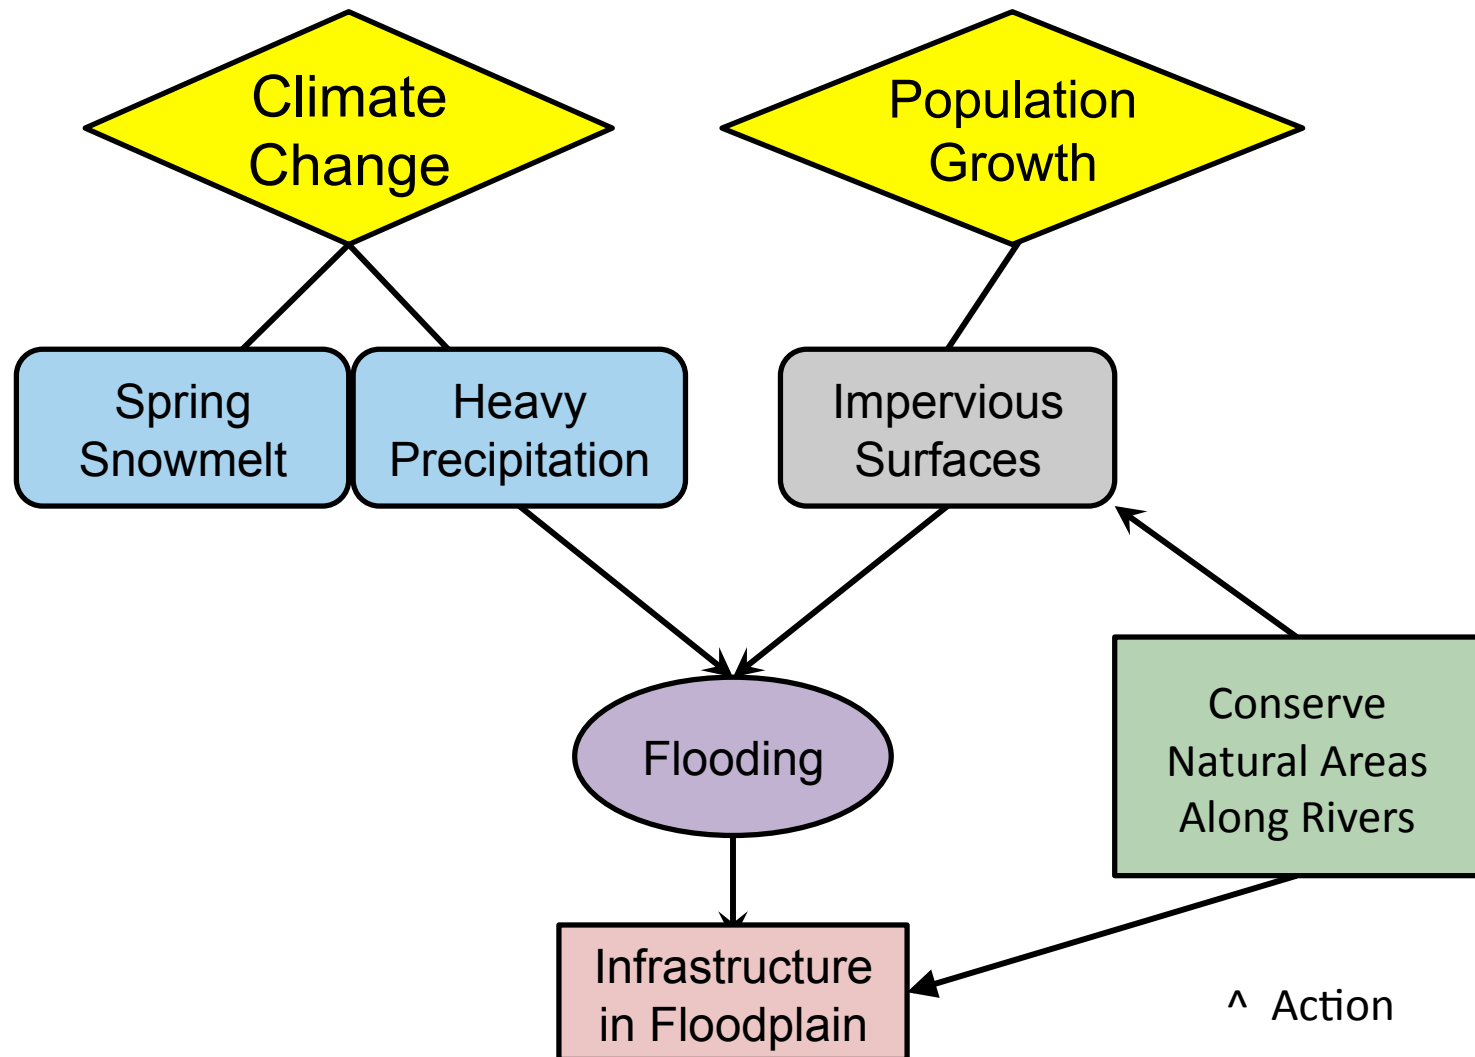 Climate
Change
Population
Growth
Spring
Snowmelt
Heavy
Precipitation
Impervious
Surfaces
Conserve
Natural Areas
Along Rivers
Flooding
Infrastructure
in Floodplain
^ Action